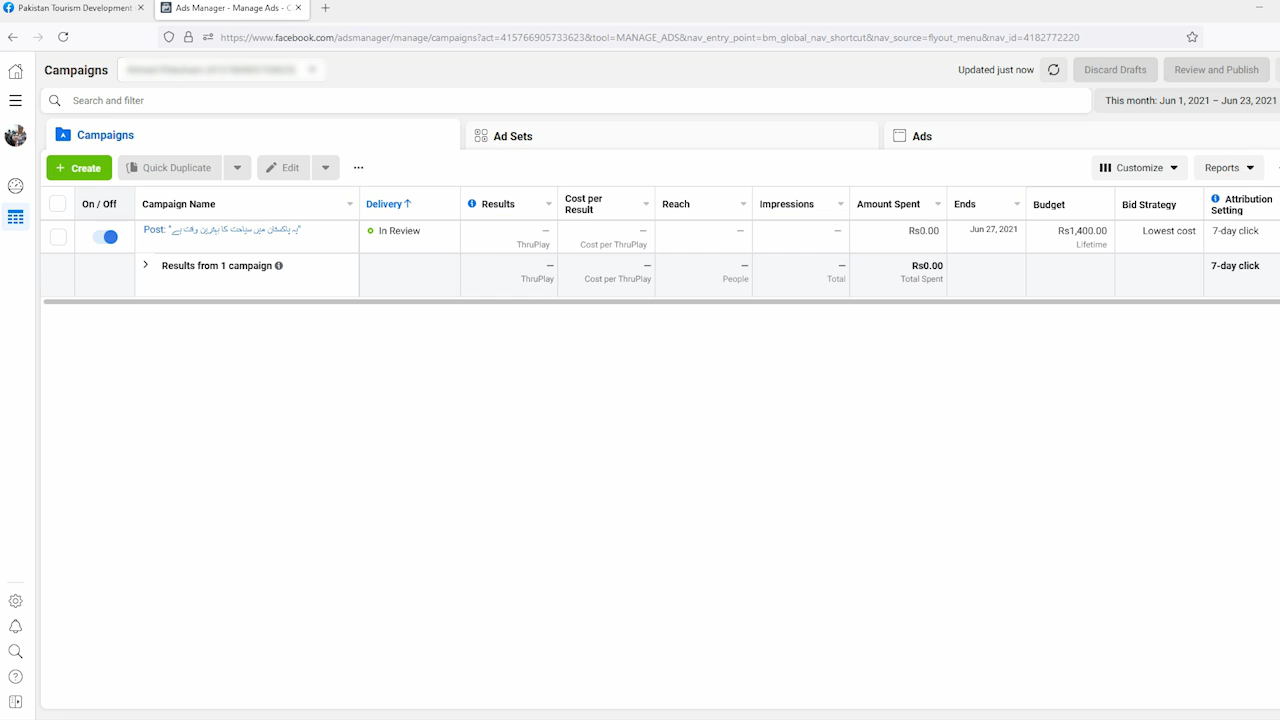 Pakistan Tourism Development
Ads Manager - Manage Ads - C
https://www.facebook.com/adsmanager/manage/campaigns?act=415766905733623&tool=MANAGE_ADS&nav_entry_point=bm_global_nav_shortcut&nav_source=flyout_menu&nav_id=4182772220
Campaigns
Updated just now
Discard Drafts
Review and Publish
Search and filter
This month: Jun 1, 2021 – Jun 23, 2021
Campaigns
Ad Sets
Ads
+ Create
Quick Duplicate
Edit
...
Customize
Reports
On / Off
Campaign Name
Delivery ↑
Results
Cost per
Result
Reach
Impressions
Amount Spent
Ends
Budget
Bid Strategy
Attribution
Setting
Post: "یہ پاکستان میں سیاحت کا بہترین وقت ہے"
In Review
—
ThruPlay
—
Cost per ThruPlay
—
—
Rs0.00
Jun 27, 2021
Rs1,400.00
Lifetime
Lowest cost
7-day click
Results from 1 campaign
—
ThruPlay
—
Cost per ThruPlay
—
People
—
Total
Rs0.00
Total Spent
7-day click